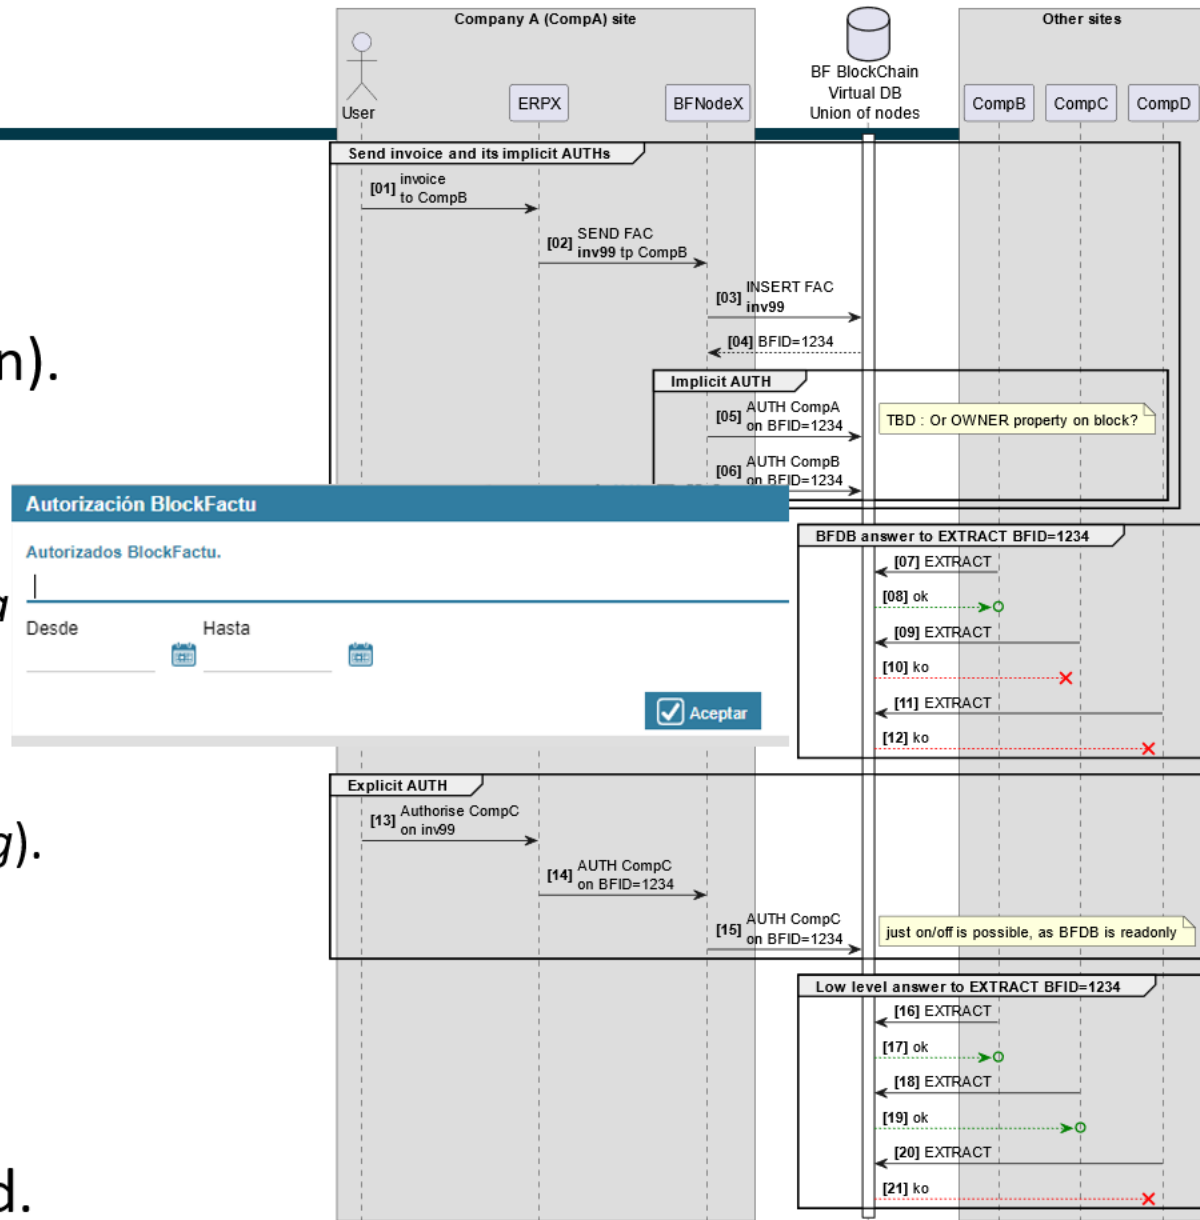 Company A (CompA) site
Other sites
BF BlockChain
Virtual DB
Union of nodes
User
ERPX
BFNodeX
CompB
CompC
CompD
Send invoice and its implicit AUTHs
[01] invoice
to CompB
[02] SEND FAC
inv99 tp CompB
[03] INSERT FAC
inv99
[04] BFID=1234
n).
Implicit AUTH
[05] AUTH CompA
on BFID=1234
TBD : Or OWNER property on block?
[06] AUTH CompB
on BFID=1234
Autorización BlockFactu
Autorizados BlockFactu.
Desde
Hasta
Aceptar
BFDB answer to EXTRACT BFID=1234
[07] EXTRACT
[08] ok
[09] EXTRACT
[10] ko
[11] EXTRACT
[12] ko
Explicit AUTH
[13] Authorise CompC
on inv99
g).
[14] AUTH CompC
on BFID=1234
[15] AUTH CompC
on BFID=1234
just on/off is possible, as BFDB is readonly
Low level answer to EXTRACT BFID=1234
[16] EXTRACT
[17] ok
[18] EXTRACT
[19] ok
[20] EXTRACT
[21] ko
d.